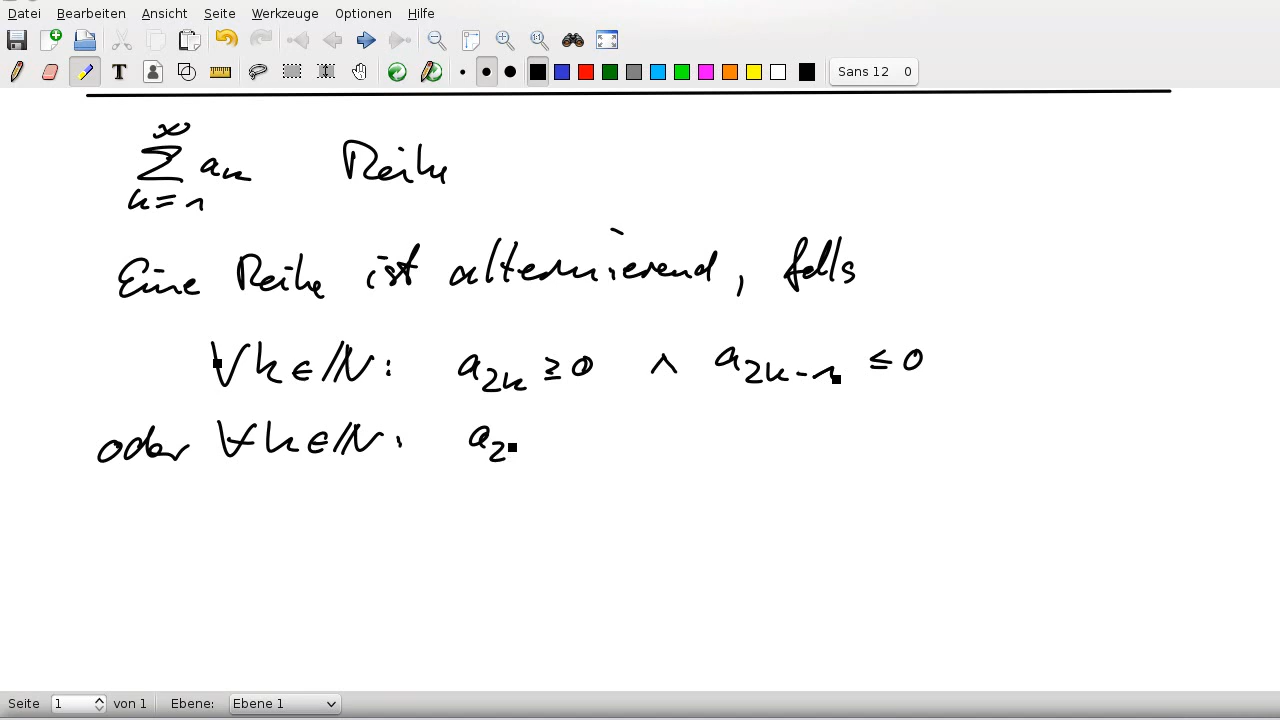 Datei Bearbeiten Ansicht Seite Werkzeuge Optionen Hilfe
T Sans 12 0
∞
∑ aₖ Reihe
k=1
Eine Reihe ist alternierend, falls
∀k∈ℕ: a₂ₖ ≥ 0 ∧ a₂ₖ₋₁ ≤ 0
oder ∀k∈ℕ: a₂
Seite 1 von 1 Ebene: Ebene 1